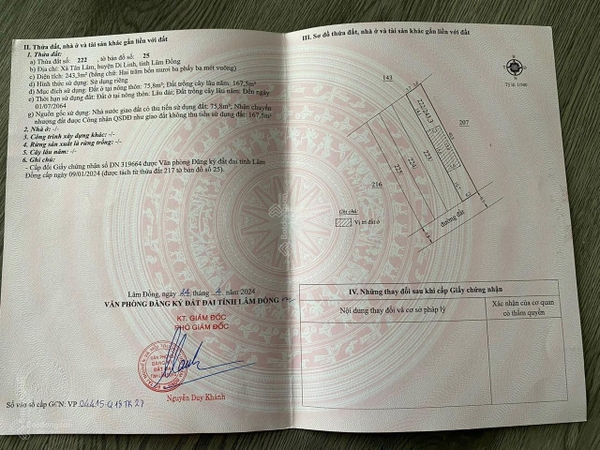 II. Thửa đất, nhà ở và tài sản khác gắn liền với đất
1. Thửa đất:
a) Thửa đất số: 222, tờ bản đồ số: 25
b) Địa chỉ: Xã Tân Lâm, huyện Di Linh, tỉnh Lâm Đồng
c) Diện tích: 243,3m² (bằng chữ: Hai trăm bốn mươi ba phẩy ba mét vuông)
d) Hình thức sử dụng: Sử dụng riêng
đ) Mục đích sử dụng: Đất ở tại nông thôn: 75,8m²; Đất trồng cây lâu năm: 167,5m²
e) Thời hạn sử dụng: Đất ở tại nông thôn: Lâu dài; Đất trồng cây lâu năm: Đến ngày
01/07/2064
g) Nguồn gốc sử dụng: Nhà nước giao đất có thu tiền sử dụng đất: 75,8m²; Nhận chuyển
nhượng đất được Công nhận QSDĐ như giao đất không thu tiền sử dụng đất: 167,5m²
2. Nhà ở: -/-
3. Công trình xây dựng khác: -/-
4. Rừng sản xuất là rừng trồng: -/-
5. Cây lâu năm: -/-
6. Ghi chú:
- Cấp đổi Giấy chứng nhận số DN 319664 được Văn phòng Đăng ký đất đai tỉnh Lâm
Đồng cấp ngày 09/01/2024 (được tách từ thửa đất 217 tờ bản đồ số 25).
Lâm Đồng, ngày 24 tháng 4 năm 2024
VĂN PHÒNG ĐĂNG KÝ ĐẤT ĐAI TỈNH LÂM ĐỒNG
KT. GIÁM ĐỐC
PHÓ GIÁM ĐỐC
Nguyễn Duy Khánh
Số vào sổ cấp GCN: VP
III. Sơ đồ thửa đất, nhà ở và tài sản khác gắn liền với đất
143
222/243.3
207
223
224
225
216
đường đất
Ghi chú:
Vị trí đất ở
IV. Những thay đổi sau khi cấp Giấy chứng nhận
Nội dung thay đổi và cơ sở pháp lý
Xác nhận của cơ quan
có thẩm quyền